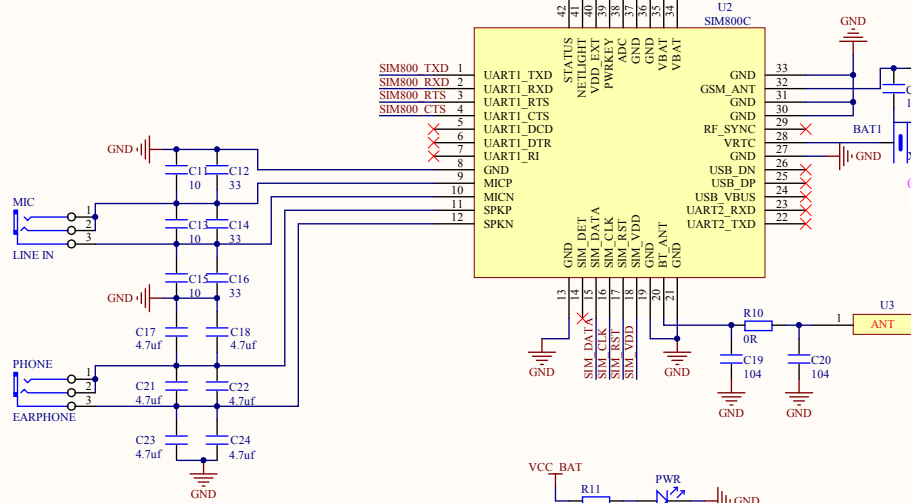 U2
SIM800C
42
41
40
39
38
37
36
36
35
34
STATUS
NETLIGHT
VDD_EXT
PWRKEY
ADC
GND
GND
VBAT
VBAT
SIM800_TXD 1 UART1_TXD
SIM800_RXD 2 UART1_RXD
SIM800_RTS 3 UART1_RTS
SIM800_CTS 4 UART1_CTS
5 UART1_DCD
6 UART1_DTR
7 UART1_RI
8 GND
9 MICP
10 MICN
11 SPKP
12 SPKN
GND 33
GSM_ANT 32
GND 31
GND 30
RF_SYNC 29
VRTC 28
GND 27
USB_DN 26
USB_DP 25
USB_VBUS 24
UART2_RXD 23
UART2_TXD 22
GND
BAT1
GND
GND
C11
10
C12
33
MIC
1
2
3
LINE IN
C13
10
C14
33
C15
10
C16
33
GND
C17
4.7uf
C18
4.7uf
PHONE
1
2
3
EARPHONE
C21
4.7uf
C22
4.7uf
C23
4.7uf
C24
4.7uf
GND
GND
SIM_DET
SIM_DATA
SIM_CLK
SIM_RST
SIM_VDD
GND
BT_ANT
GND
13
14
15
16
17
18
19
20
21
SIM_DATA
SIM_CLK
SIM_RST
SIM_VDD
GND
GND
R10
0R
1
U3
ANT
C19
104
C20
104
GND
GND
VCC_BAT
R11
PWR
GND